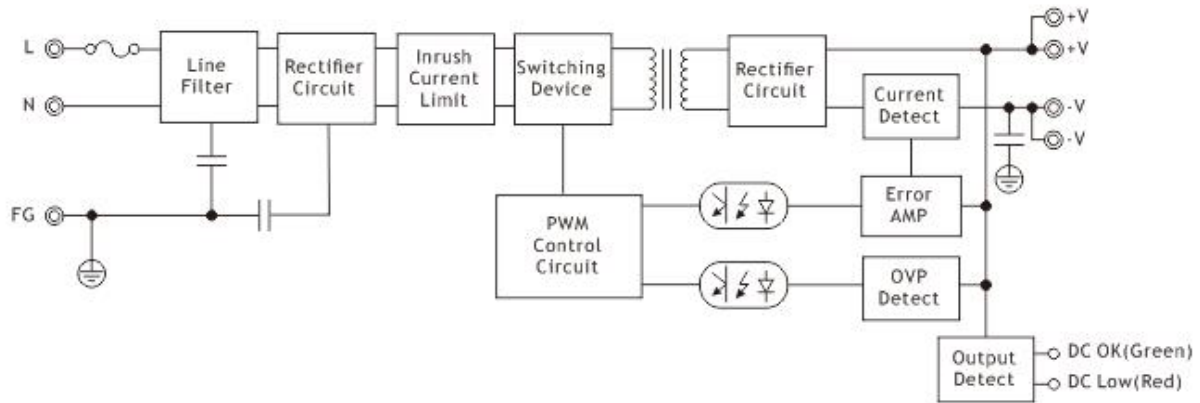 L
N
FG
Line
Filter
Rectifier
Circuit
Inrush
Current
Limit
Switching
Device
Rectifier
Circuit
Current
Detect
+V
+V
-V
-V
PWM
Control
Circuit
Error
AMP
OVP
Detect
Output
Detect
DC OK(Green)
DC Low(Red)